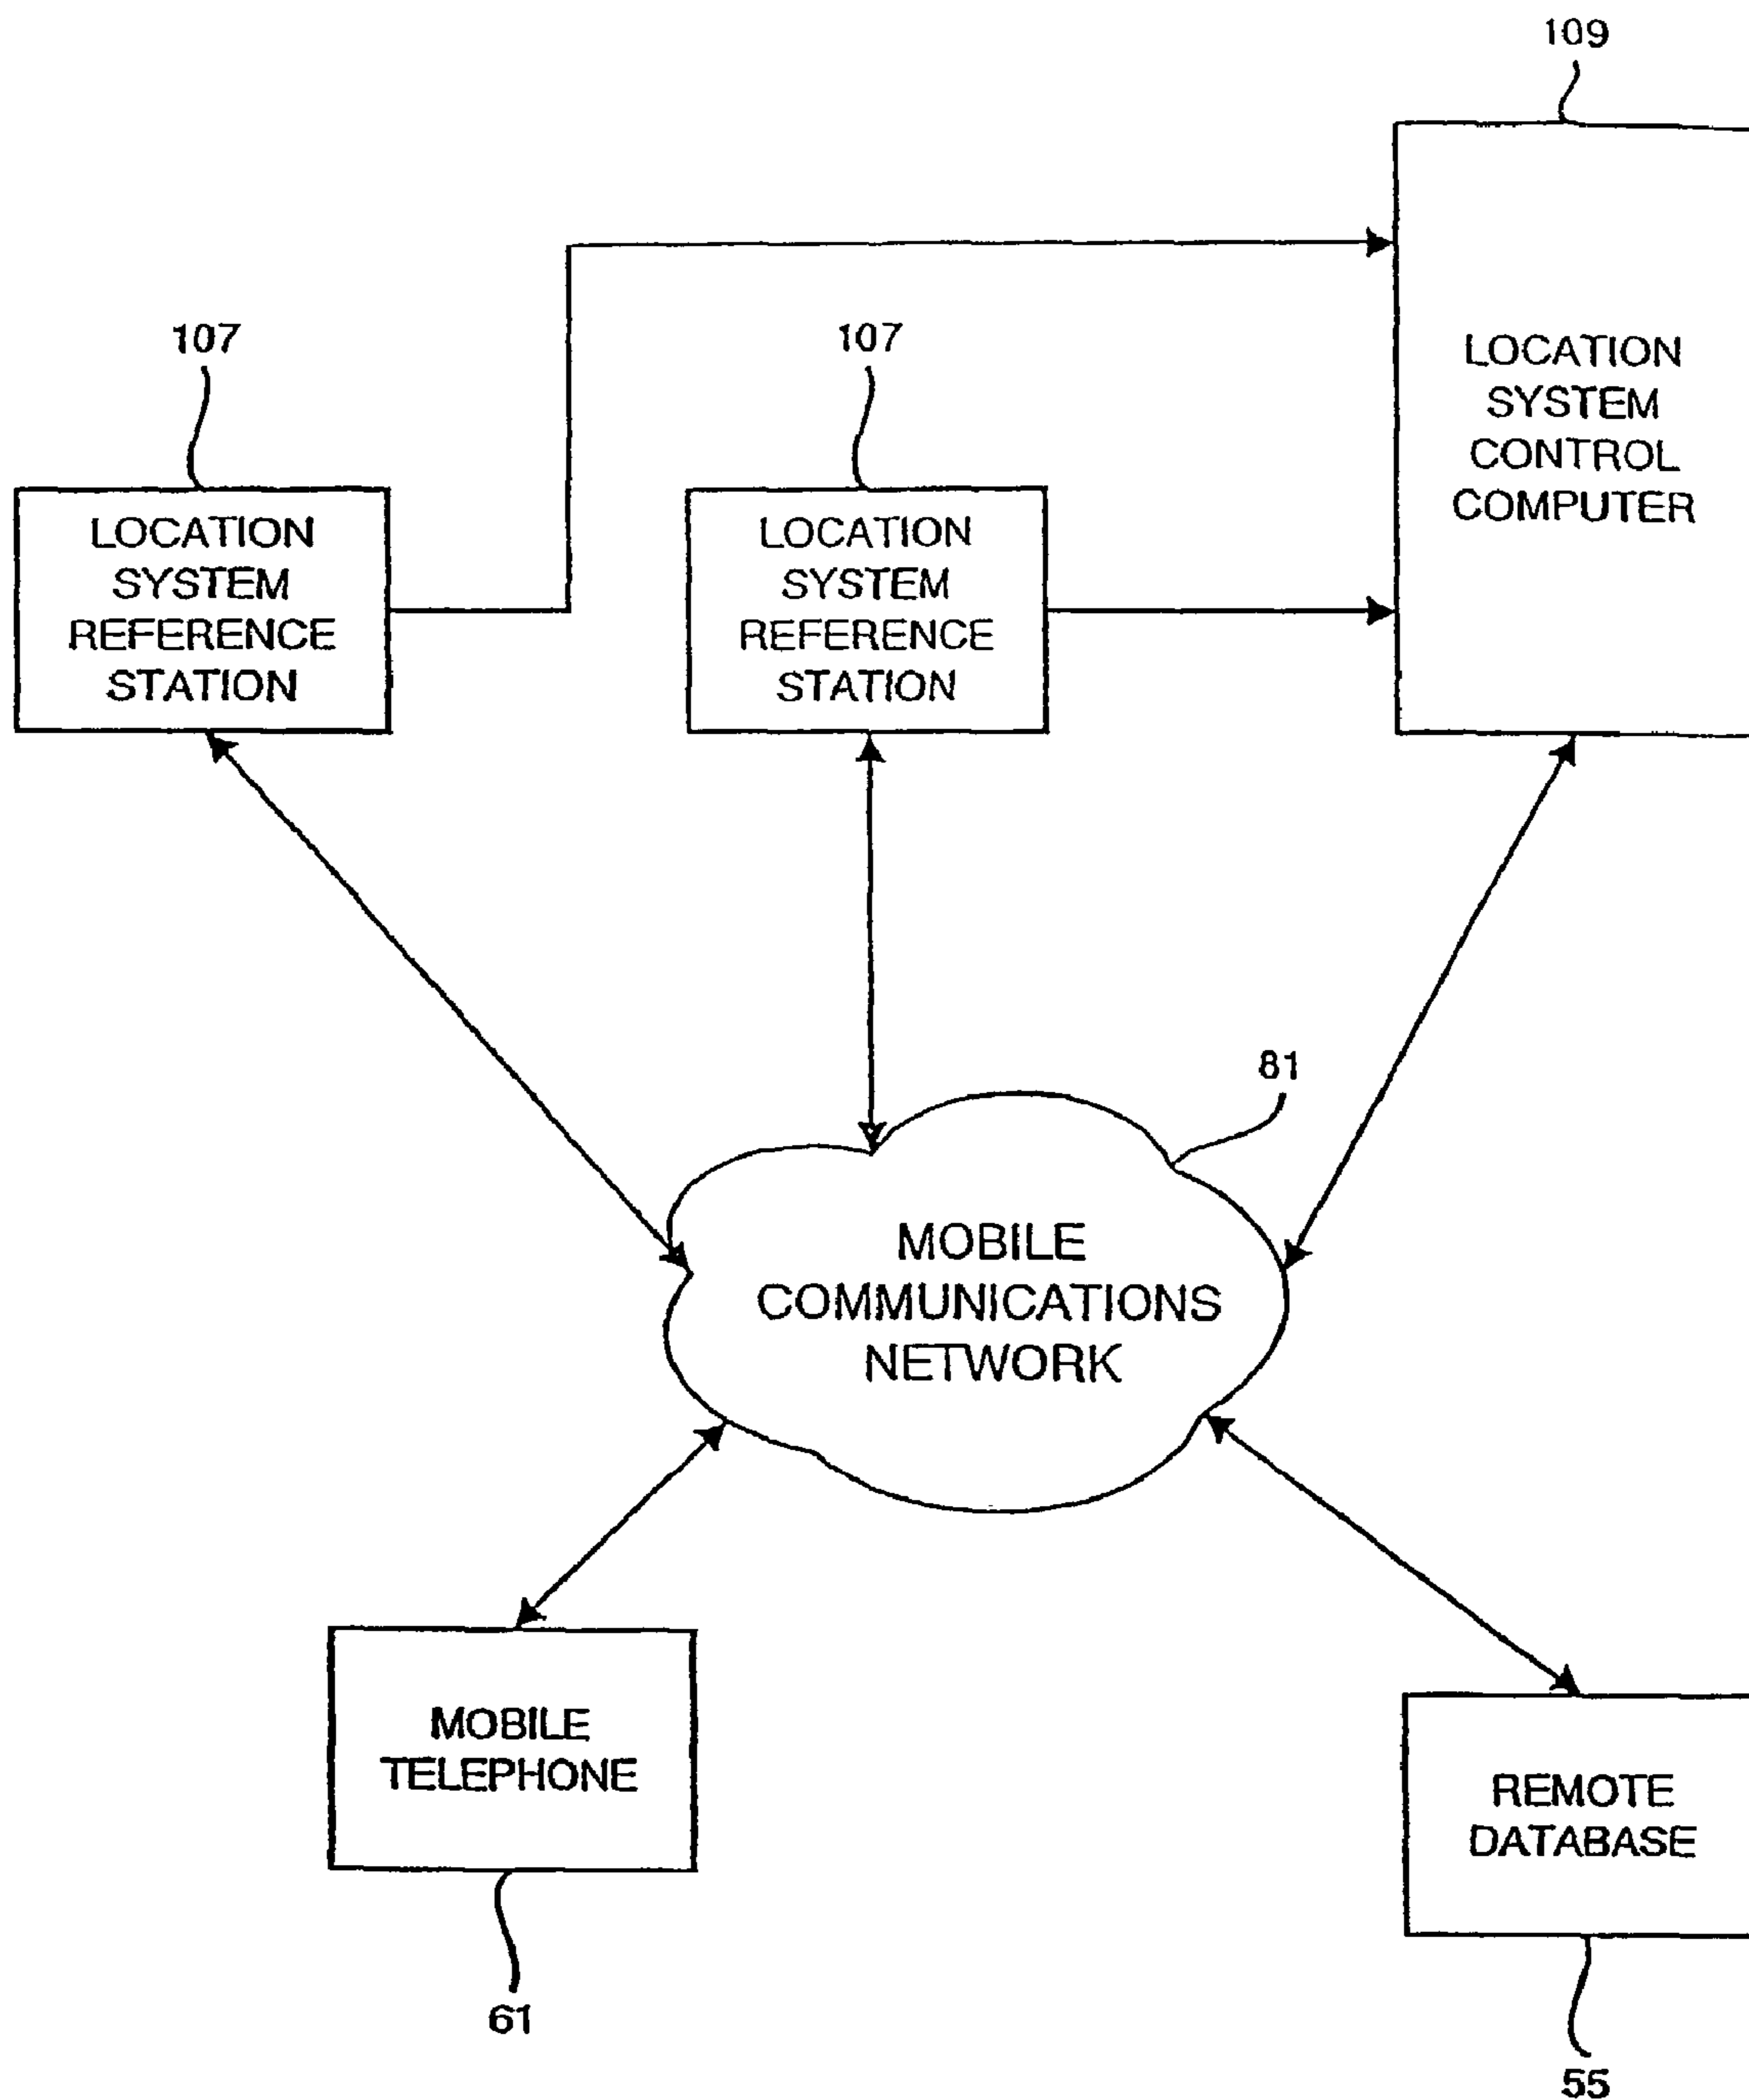 109
107
107
LOCATION
SYSTEM
CONTROL
COMPUTER
LOCATION
SYSTEM
REFERENCE
STATION
LOCATION
SYSTEM
REFERENCE
STATION
81
MOBILE
COMMUNICATIONS
NETWORK
MOBILE
TELEPHONE
REMOTE
DATABASE
61
55